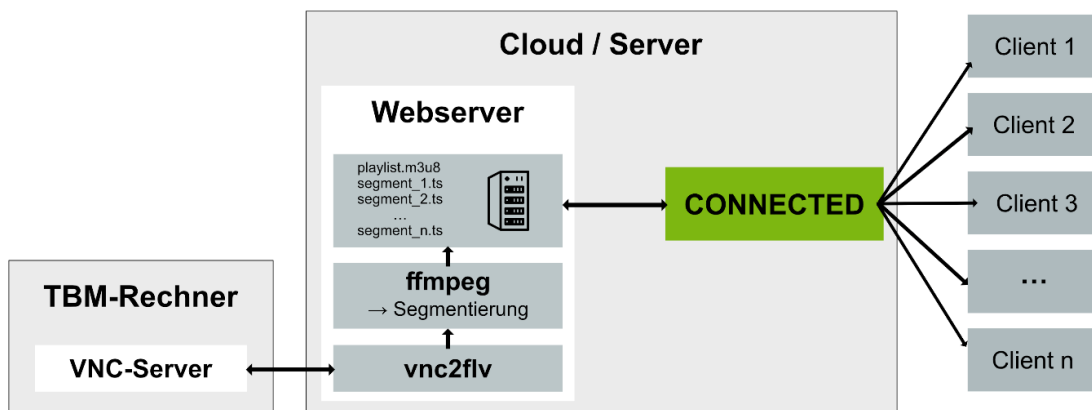 Cloud / Server
Webserver
playlist.m3u8
segment_1.ts
segment_2.ts
...
segment_n.ts
ffmpeg
→ Segmentierung
vnc2flv
TBM-Rechner
VNC-Server
CONNECTED
Client 1
Client 2
Client 3
...
Client n